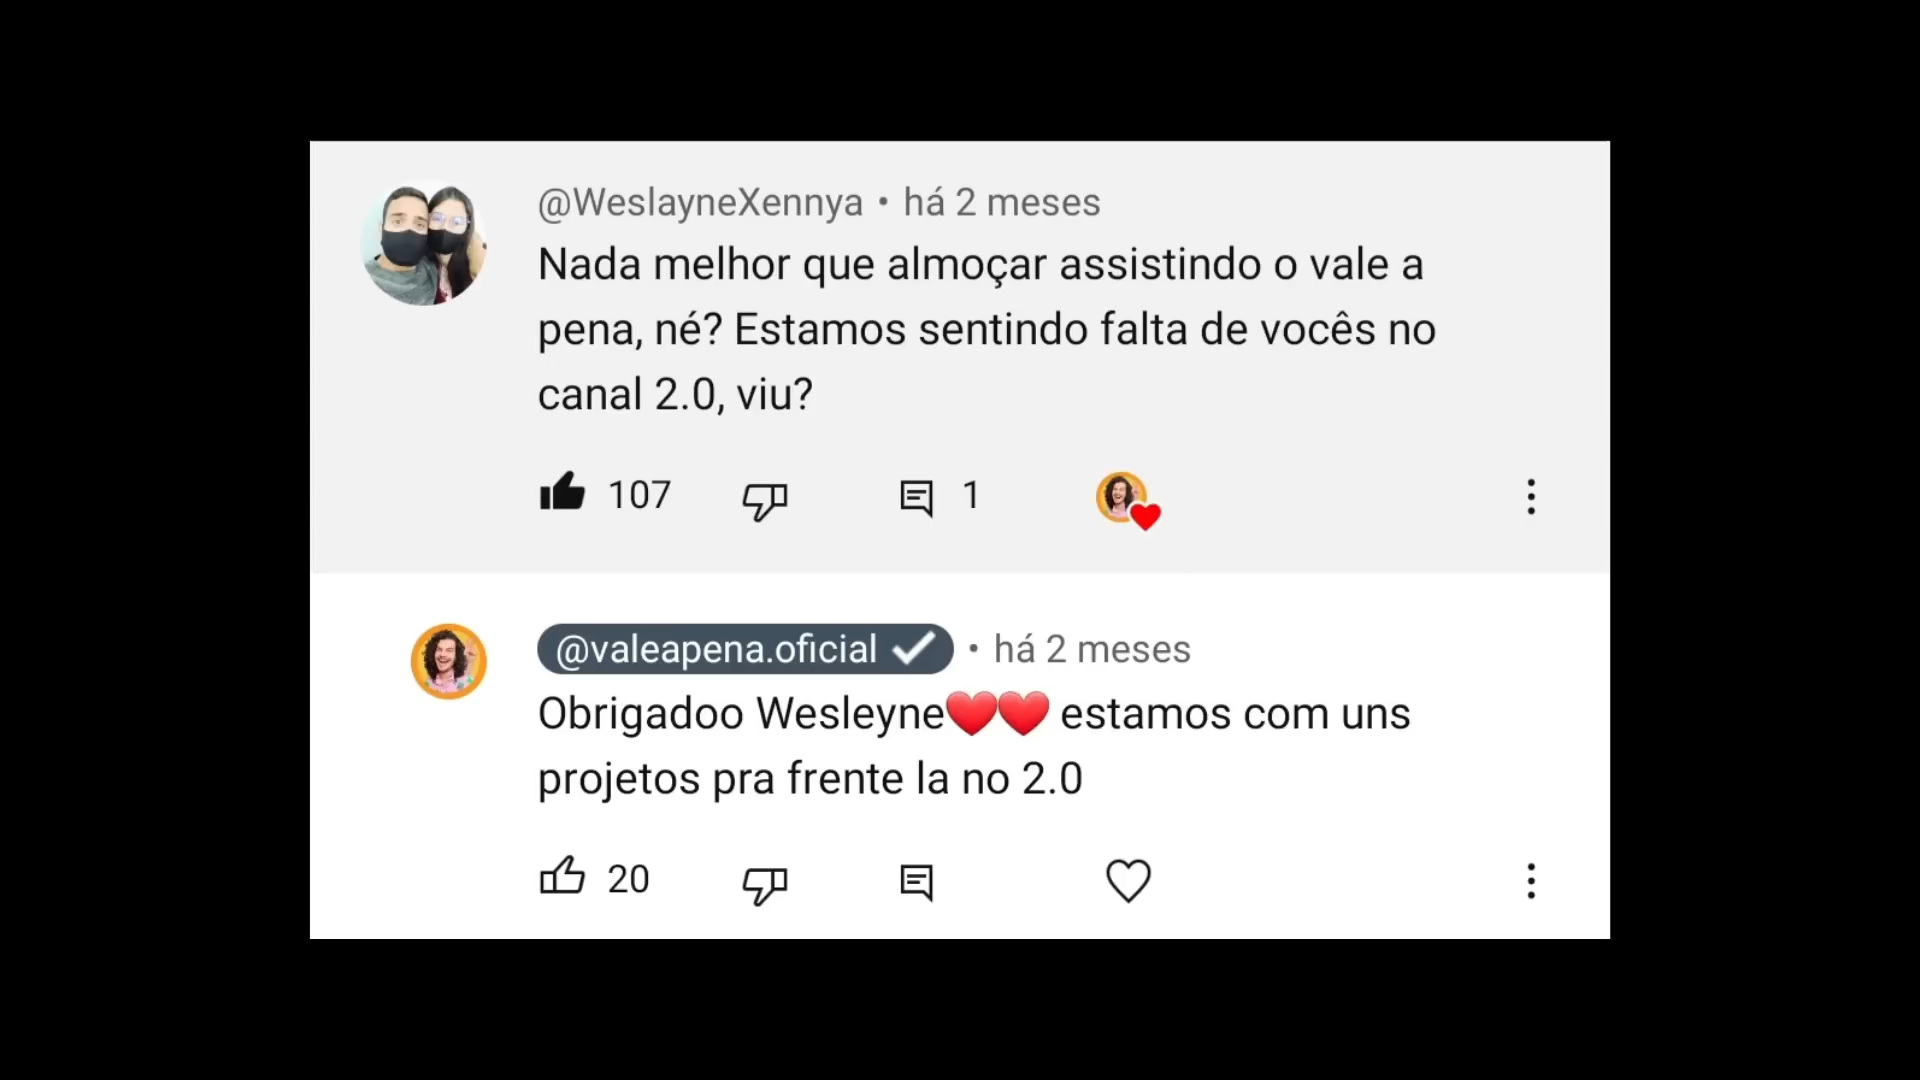 @WeslayneXennya • há 2 meses
Nada melhor que almoçar assistindo o vale a
pena, né? Estamos sentindo falta de vocês no
canal 2.0, viu?
107
1
@valeapena.oficial • há 2 meses
Obrigadoo Wesleyne❤️❤️ estamos com uns
projetos pra frente la no 2.0
20